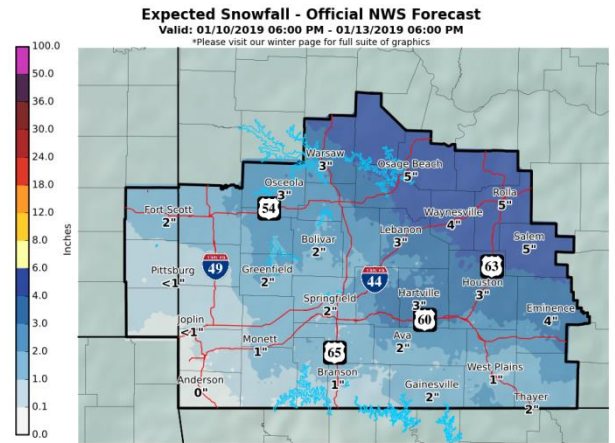 Expected Snowfall - Official NWS Forecast
Valid: 01/10/2019 06:00 PM - 01/13/2019 06:00 PM
*Please visit our winter page for full suite of graphics
100.0
50.0
36.0
30.0
24.0
18.0
12.0
8.0
6.0
4.0
3.0
2.0
1.0
0.1
0.0
Inches
Warsaw
3"
Osage Beach
5"
Osceola
3"
Rolla
5"
54
Fort Scott
2"
Waynesville
4"
Lebanon
3"
Salem
5"
Bolivar
2"
Pittsburg
<1"
49
Greenfield
2"
44
63
Houston
3"
Springfield
2"
Hartville
3"
Eminence
4"
Joplin
<1"
60
Monett
1"
Ava
2"
65
Branson
1"
West Plains
1"
Anderson
0"
Gainesville
2"
Thayer
2"